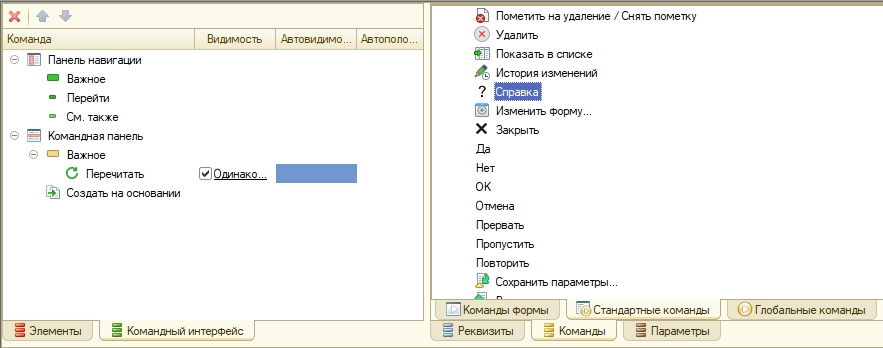 Команда Видимость Автовидимо... Автополо...
Панель навигации
Важное
Перейти
См. также
Командная панель
Важное
Перечитать Одинако...
Создать на основании
Элементы Командный интерфейс
Пометить на удаление / Снять пометку
Удалить
Показать в списке
История изменений
? Справка
Изменить форму...
Закрыть
Да
Нет
OK
Отмена
Прервать
Пропустить
Повторить
Сохранить параметры...
Команды формы Стандартные команды Глобальные команды
Реквизиты Команды Параметры